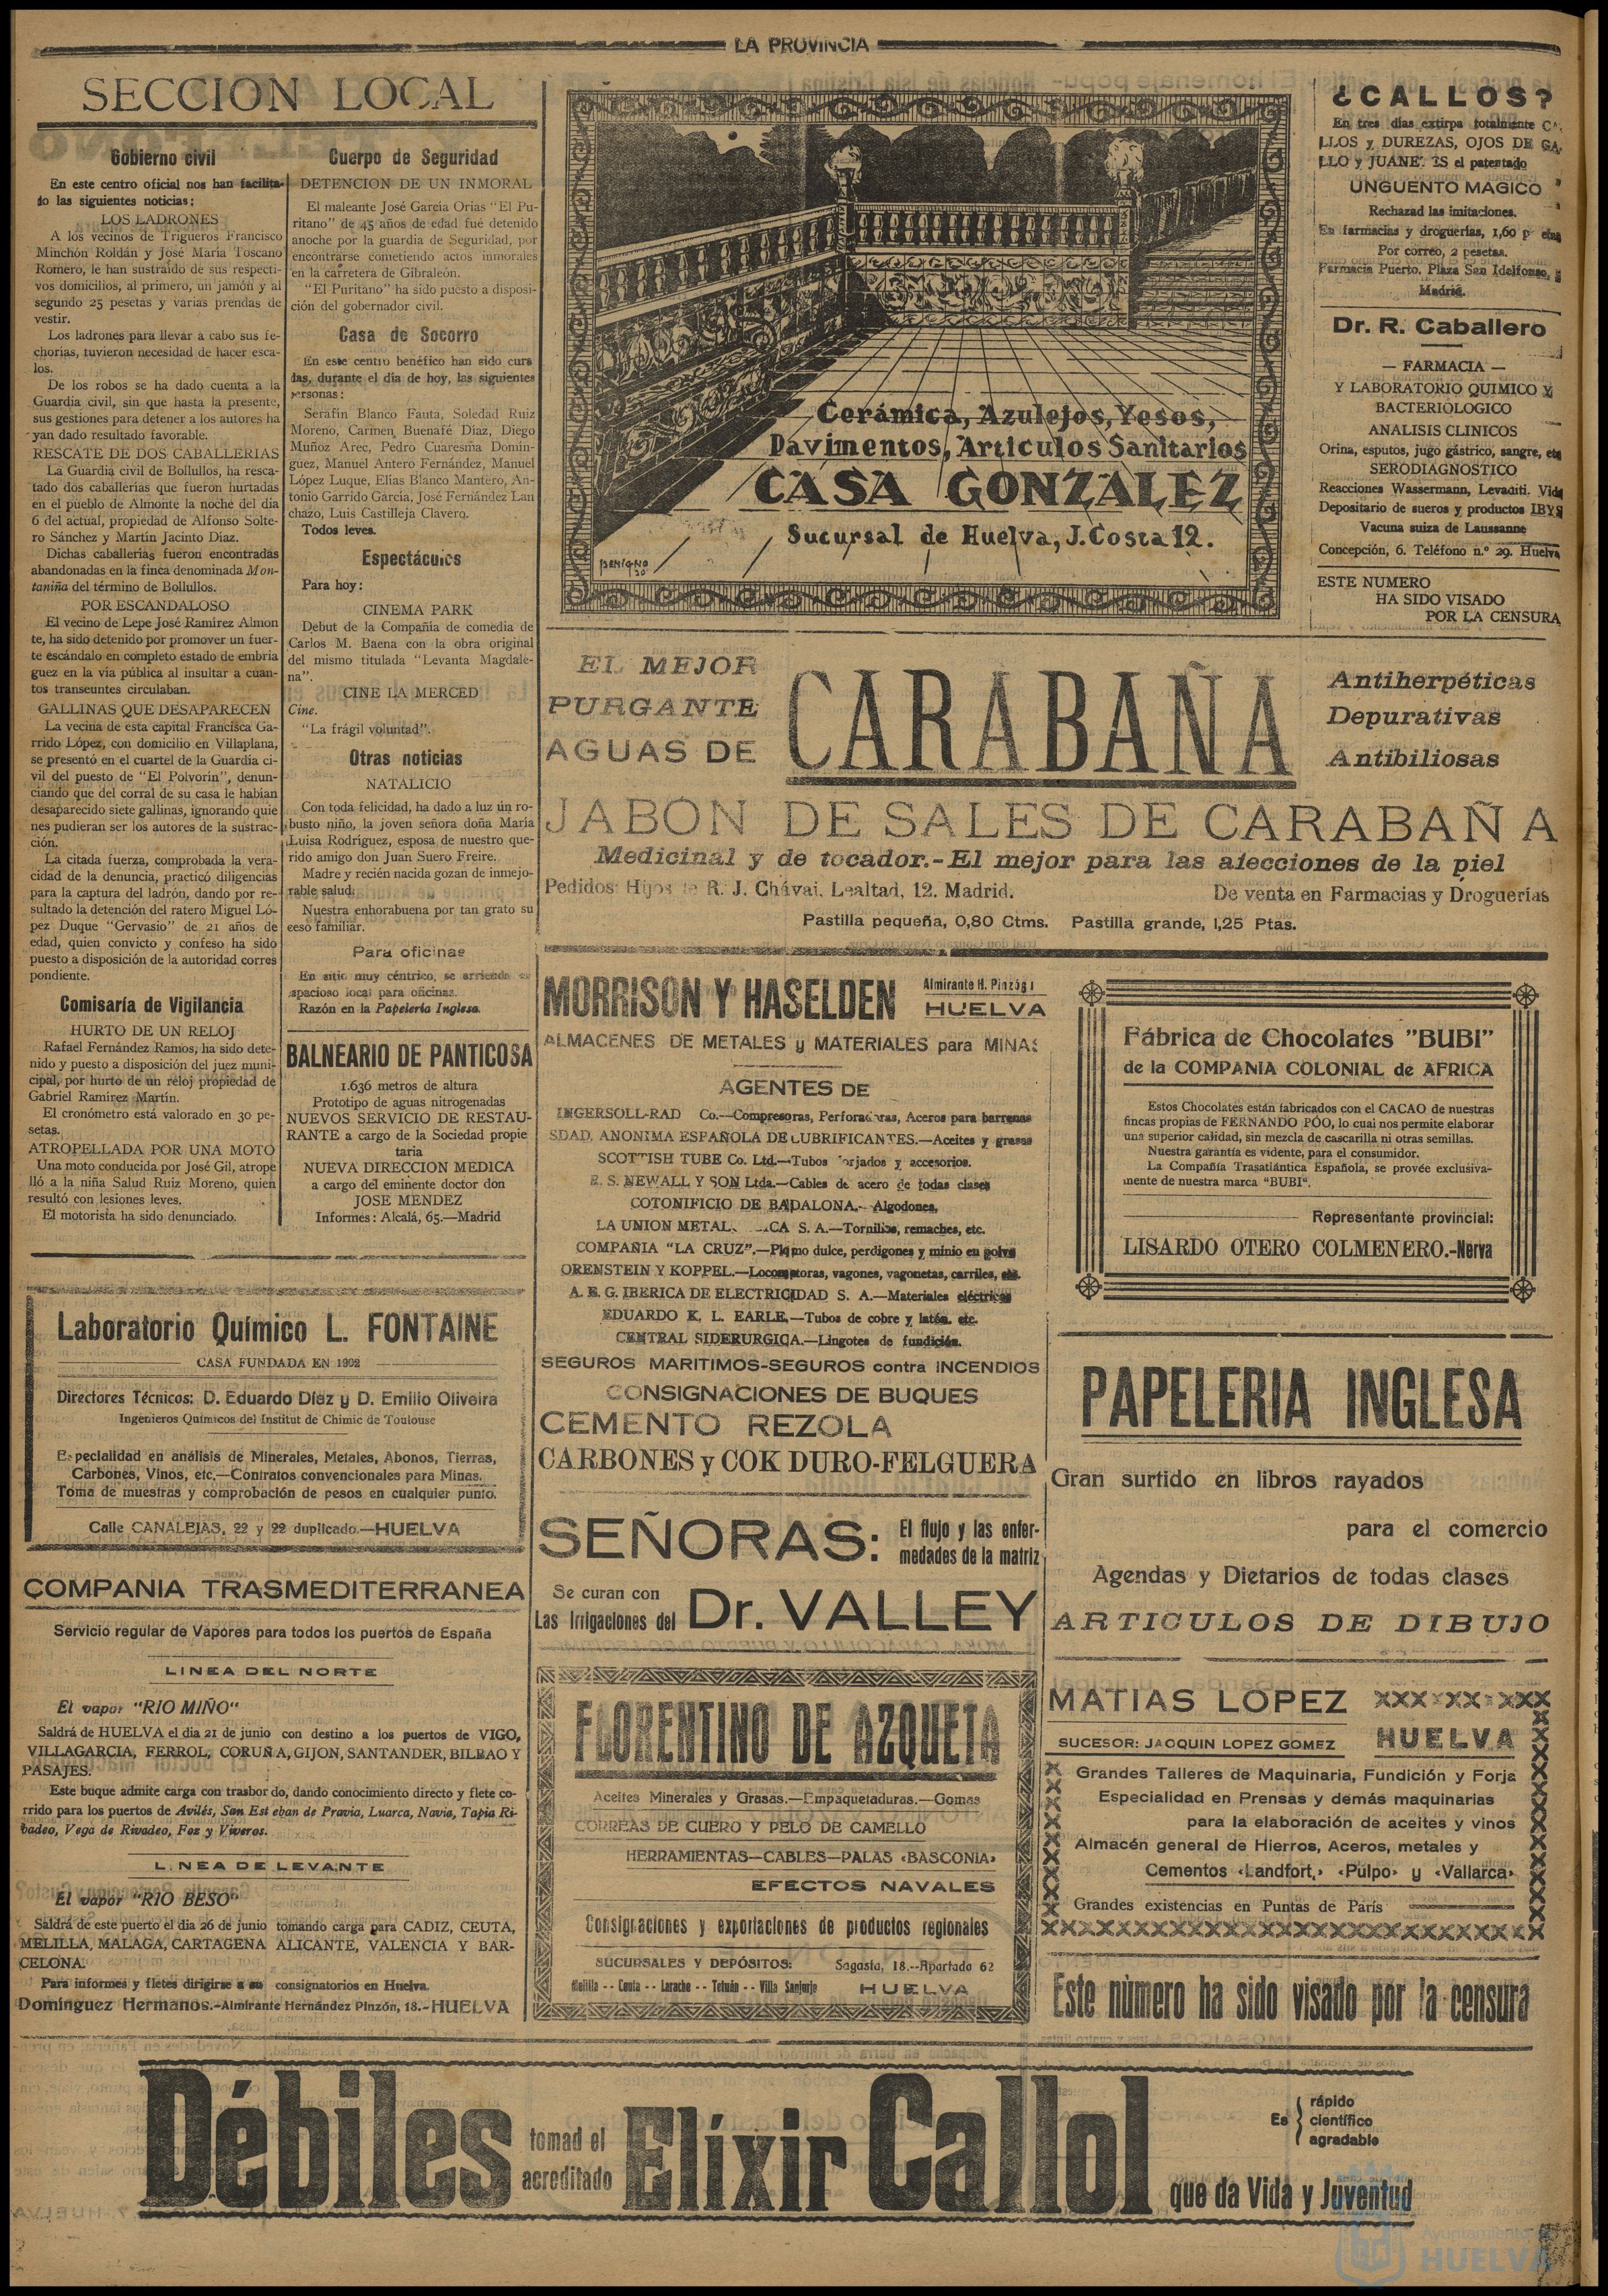 LA PROVINCIA
SECCION LOCAL
Gobierno civil
En este centro oficial nos han facilita-
do las siguientes noticias:
LOS LADRONES
A los vecinos de Trigueros Francisco
Minchón Roldán y José María Toscano
Romero, le han sustraído de sus respecti-
vos domicilios, al primero, un jamón y al
segundo 25 pesetas y varias prendas de
vestir.
Los ladrones para llevar a cabo sus fe-
chorías, tuvieron necesidad de hacer esca-
los.
De los robos se ha dado cuenta a la
Guardia civil, sin que hasta la presente,
sus gestiones para detener a los autores ha
yan dado resultado favorable.
RESCATE DE DOS CABALLERIAS
La Guardia civil de Bollullos, ha resca-
tado dos caballerías que fueron hurtadas
en el pueblo de Almonte la noche del día
6 del actual, propiedad de Alfonso Solte-
ro Sánchez y Martín Jacinto Díaz.
Dichas caballerías fueron encontradas
abandonadas en la finca denominada Mon-
taniña del término de Bollullos.
POR ESCANDALOSO
El vecino de Lepe José Ramírez Almon
te, ha sido detenido por promover un fuer-
te escándalo en completo estado de embria
guez en la vía pública al insultar a cuan-
tos transeuntes circulaban.
GALLINAS QUE DESAPARECEN
La vecina de esta capital Francisca Ga-
rrido López, con domicilio en Villaplana,
se presentó en el cuartel de la Guardia ci-
vil del puesto de "El Polvorín", denun-
ciando que del corral de su casa le habían
desaparecido siete gallinas, ignorando quie
nes pudieran ser los autores de la sustrac-
ción.
La citada fuerza, comprobada la vera-
cidad de la denuncia, practicó diligencias
para la captura del ladrón, dando por re-
sultado la detención del ratero Miguel Ló-
pez Duque "Gervasio" de 21 años de
edad, quien convicto y confeso ha sido
puesto a disposición de la autoridad corres
pondiente.
Comisaría de Vigilancia
HURTO DE UN RELOJ
Rafael Fernández Ramos, ha sido dete-
nido y puesto a disposición del juez muni-
cipal, por hurto de un reloj propiedad de
Gabriel Ramírez Martín.
El cronómetro está valorado en 30 pe-
setas.
ATROPELLADA POR UNA MOTO
Una moto conducida por José Gil, atrope
lló a la niña Salud Ruiz Moreno, quien
resultó con lesiones leves.
El motorista ha sido denunciado.
Cuerpo de Seguridad
DETENCION DE UN INMORAL
El maleante José García Orias "El Pu-
ritano" de 45 años de edad fué detenido
anoche por la guardia de Seguridad, por
encontrarse cometiendo actos inmorales
en la carretera de Gibraleón.
"El Puritano" ha sido puesto a disposi-
ción del gobernador civil.
Casa de Socorro
En este centro benéfico han sido cura
das, durante el día de hoy, las siguientes
personas:
Serafín Blanco Fauta, Soledad Ruiz
Moreno, Carmen Buenafé Díaz, Diego
Muñoz Arec, Pedro Cuaresma Domín-
guez, Manuel Antero Fernández, Manuel
López Luque, Elías Blanco Mantero, An-
tonio Garrido García, José Fernández Lan
chazo, Luis Castilleja Clavero.
Todos leves.
Espectáculos
Para hoy:
CINEMA PARK
Debut de la Compañía de comedia de
Carlos M. Baena con la obra original
del mismo titulada "Levanta Magdale-
na".
CINE LA MERCED
Cine.
"La frágil voluntad".
Otras noticias
NATALICIO
Con toda felicidad, ha dado a luz un ro-
busto niño, la joven señora doña María
Luisa Rodríguez, esposa de nuestro que-
rido amigo don Juan Suero Freire.
Madre y recién nacida gozan de inmejo-
rable salud.
Nuestra enhorabuena por tan grato su
ceso familiar.
Para oficinas
En sitio muy céntrico, se arrienda es
pacioso local para oficinas.
Razón en la Papelería Inglesa.
BALNEARIO DE PANTICOSA
1.636 metros de altura
Prototipo de aguas nitrogenadas
NUEVOS SERVICIO DE RESTAU-
RANTE a cargo de la Sociedad propie
taria
NUEVA DIRECCION MEDICA
a cargo del eminente doctor don
JOSE MENDEZ
Informes: Alcalá, 65.—Madrid
Cerámica, Azulejos, Yesos,
Pavimentos, Articulos Sanitarios
CASA GONZALEZ
Sucursal de Huelva, J. Costa 12.
BENIGNO
30
¿CALLOS?
En tres días extirpa totalmente CA-
LLOS y DUREZAS, OJOS DE GA-
LLO y JUANETES el patentado
UNGUENTO MAGICO
Rechazad las imitaciones.
En farmacias y droguerías, 1,60 p etas
Por correo, 2 pesetas.
Farmacia Puerto. Plaza San Idelfonso,
Madrid.
Dr. R. Caballero
— FARMACIA —
Y LABORATORIO QUIMICO Y
BACTERIOLOGICO
ANALISIS CLINICOS
Orina, esputos, jugo gástrico, sangre, etc
SERODIAGNOSTICO
Reacciones Wassermann, Levaditi. Vida
Depositario de sueros y productos IBYS
Vacuna suiza de Laussanne
Concepción, 6. Teléfono n.º 29. Huelva
ESTE NUMERO
HA SIDO VISADO
POR LA CENSURA
EL MEJOR
PURGANTE
AGUAS DE
CARABAÑA
Antiherpéticas
Depurativas
Antibiliosas
JABON DE SALES DE CARABAÑA
Medicinal y de tocador.-El mejor para las afecciones de la piel
Pedidos: Hijos de R. J. Chávai. Lealtad, 12. Madrid.
De venta en Farmacias y Droguerías
Pastilla pequeña, 0,80 Ctms. Pastilla grande, 1,25 Ptas.
MORRISON Y HASELDEN
Almirante H. Pinzón
HUELVA
ALMACENES DE METALES y MATERIALES para MINAS
AGENTES DE
INGERSOLL-RAD Co.—Compresoras, Perforadoras, Aceros para barrenas
SDAD. ANONIMA ESPAÑOLA DE LUBRIFICANTES.—Aceites y grasas
SCOTTISH TUBE Co. Ltd.—Tubos forjados y accesorios.
R. S. NEWALL Y SON Ltda.—Cables de acero de todas clases
COTONIFICIO DE BADALONA.—Algodones.
LA UNION METAL CA S. A.—Tornillos, remaches, etc.
COMPAÑIA "LA CRUZ".—Plomo dulce, perdigones y minio en polvo
ORENSTEIN Y KOPPEL.—Locomotoras, vagones, vagonetas, carriles, etc.
A. E. G. IBERICA DE ELECTRICIDAD S. A.—Materiales eléctricos
EDUARDO K. L. EARLE.—Tubos de cobre y latón. etc.
CENTRAL SIDERURGICA.—Lingotes de fundición.
SEGUROS MARITIMOS-SEGUROS contra INCENDIOS
CONSIGNACIONES DE BUQUES
CEMENTO REZOLA
CARBONES y COK DURO-FELGUERA
Fábrica de Chocolates "BUBI"
de la COMPAÑIA COLONIAL de AFRICA
Estos Chocolates están fabricados con el CACAO de nuestras
fincas propias de FERNANDO PÓO, lo cual nos permite elaborar
una superior calidad, sin mezcla de cascarilla ni otras semillas.
Nuestra garantía es vidente, para el consumidor.
La Compañía Trasatlántica Española, se provée exclusiva-
mente de nuestra marca "BUBI".
Representante provincial:
LISARDO OTERO COLMENERO.-Nerva
Laboratorio Químico L. FONTAINE
CASA FUNDADA EN 1902
Directores Técnicos: D. Eduardo Díaz y D. Emilio Oliveira
Ingenieros Químicos del Institut de Chimic de Toulouse
Especialidad en análisis de Minerales, Metales, Abonos, Tierras,
Carbones, Vinos, etc.—Contratos convencionales para Minas.
Toma de muestras y comprobación de pesos en cualquier punto.
Calle CANALEJAS, 22 y 22 duplicado.—HUELVA
COMPAÑIA TRASMEDITERRANEA
Servicio regular de Vapores para todos los puertos de España
LINEA DEL NORTE
El vapor "RIO MIÑO"
Saldrá de HUELVA el dia 21 de junio con destino a los puertos de VIGO,
VILLAGARCIA, FERROL, CORUÑA, GIJON, SANTANDER, BILBAO Y
PASAJES.
Este buque admite carga con trasbor do, dando conocimiento directo y flete co-
rrido para los puertos de Avilés, San Est eban de Pravia, Luarca, Navia, Tapia Ri-
badeo, Vega de Rivadeo, Foz y Viveros.
LINEA DE LEVANTE
El vapor "RIO BESO"
Saldrá de este puerto el dia 26 de junio tomando carga para CADIZ, CEUTA,
MELILLA, MALAGA, CARTAGENA ALICANTE, VALENCIA Y BAR-
CELONA.
Para informes y fletes dirigirse a su consignatorios en Huelva.
Domínguez Hermanos.-Almirante Hernández Pinzón, 18.-HUELVA
SEÑORAS:
El flujo y las enfer-
medades de la matriz
Se curan con
Las Irrigaciones del
Dr. VALLEY
FLORENTINO DE AZQUETA
Aceites Minerales y Grasas.—Empaquetaduras.—Gomas
CORREAS DE CUERO Y PELO DE CAMELLO
HERRAMIENTAS—CABLES—PALAS «BASCONIA»
EFECTOS NAVALES
Consignaciones y exportaciones de productos regionales
SUCURSALES Y DEPÓSITOS:
Sagasta, 18.--Apartado 62
Melilla -- Ceuta -- Larache -- Tetuán -- Villa Sanjurjo
HUELVA
PAPELERIA INGLESA
Gran surtido en libros rayados
para el comercio
Agendas y Dietarios de todas clases
ARTICULOS DE DIBUJO
MATIAS LOPEZ
SUCESOR: JAOQUIN LOPEZ GOMEZ
HUELVA
Grandes Talleres de Maquinaria, Fundición y Forja
Especialidad en Prensas y demás maquinarias
para la elaboración de aceites y vinos
Almacén general de Hierros, Aceros, metales y
Cementos «Landfort,» «Pulpo» y «Vallarca»
Grandes existencias en Puntas de París
Este número ha sido visado por la censura
Débiles
tomad el
acreditado
Elíxir Callol
Es
rápido
científico
agradable
que da Vida y Juventud
Ayuntamiento de
HUELVA